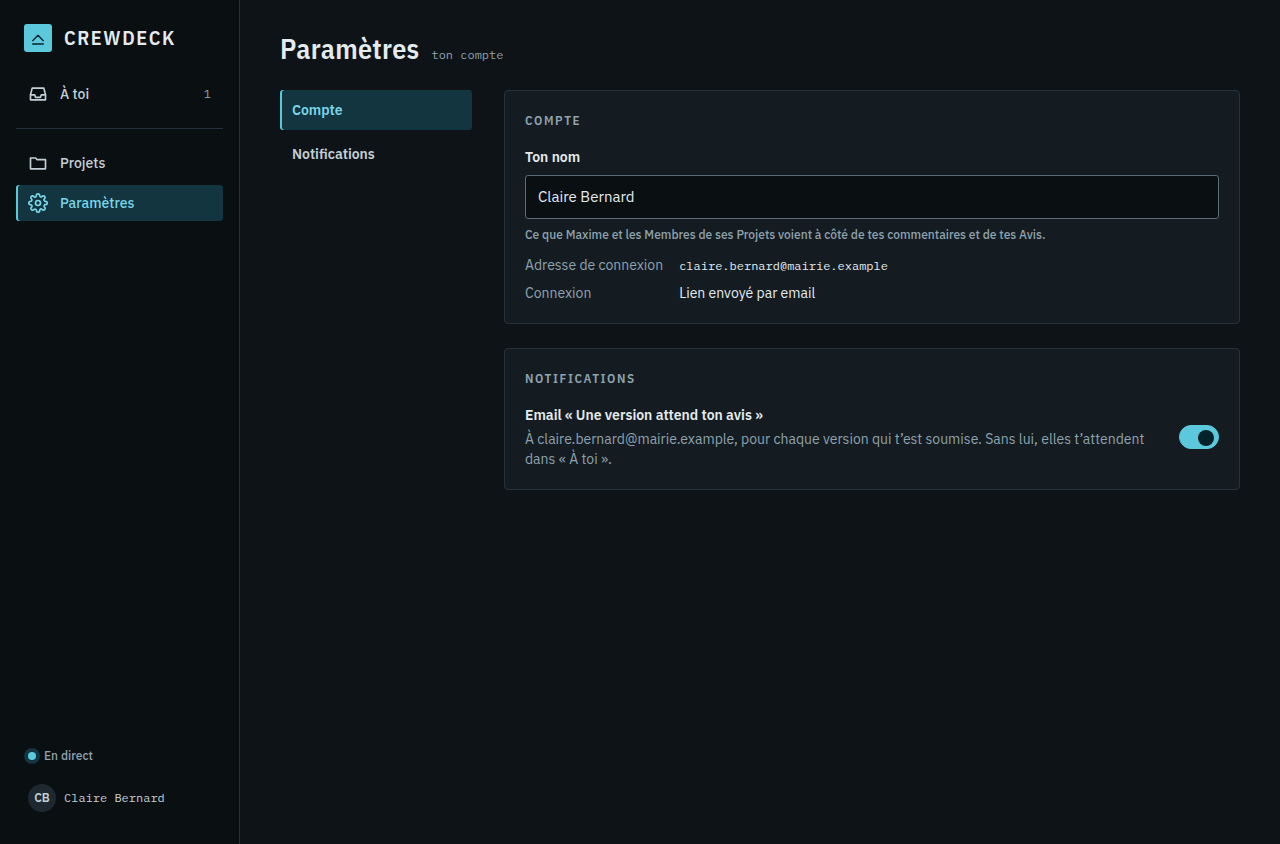 CREWDECK
À toi 1
Projets
Paramètres
En direct
CB Claire Bernard
Paramètres ton compte
Compte
Notifications
COMPTE
Ton nom
Claire Bernard
Ce que Maxime et les Membres de ses Projets voient à côté de tes commentaires et de tes Avis.
Adresse de connexion claire.bernard@mairie.example
Connexion Lien envoyé par email
NOTIFICATIONS
Email « Une version attend ton avis »
À claire.bernard@mairie.example, pour chaque version qui t’est soumise. Sans lui, elles t’attendent
dans « À toi ».